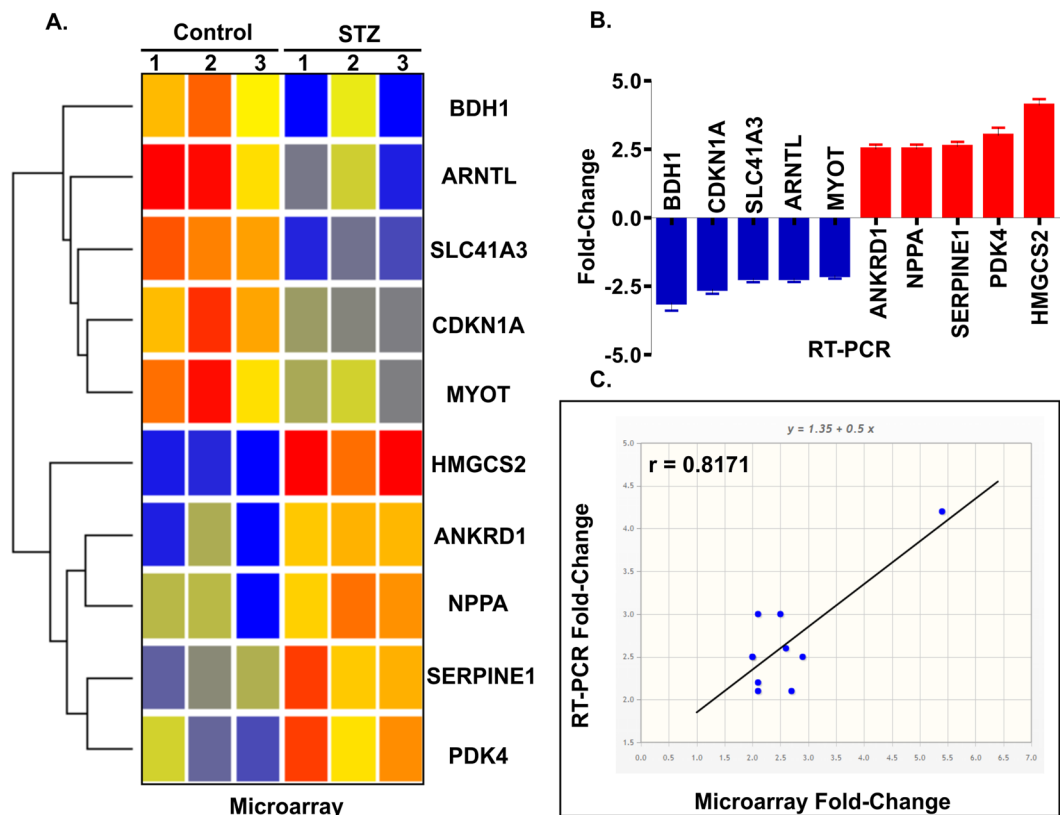 A.
Control STZ
1 2 3 1 2 3
BDH1
ARNTL
SLC41A3
CDKN1A
MYOT
HMGCS2
ANKRD1
NPPA
SERPINE1
PDK4
Microarray
B.
Fold-Change
5.0
2.5
0.0
-2.5
-5.0
BDH1
CDKN1A
SLC41A3
ARNTL
MYOT
ANKRD1
NPPA
SERPINE1
PDK4
HMGCS2
RT-PCR
C.
y = 1.35 + 0.5 x
r = 0.8171
RT-PCR Fold-Change
5.0
4.5
4.0
3.5
3.0
2.5
2.0
1.5
0.0 0.5 1.0 1.5 2.0 2.5 3.0 3.5 4.0 4.5 5.0 5.5 6.0 6.5 7.0
Microarray Fold-Change